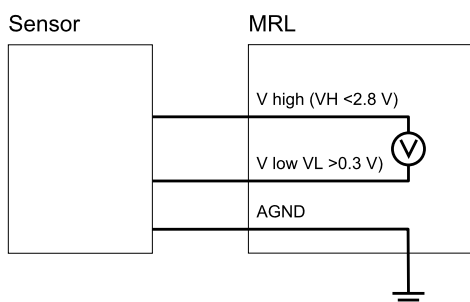 Sensor
MRL
V high (VH <2.8 V)
V
V low VL >0.3 V)
AGND